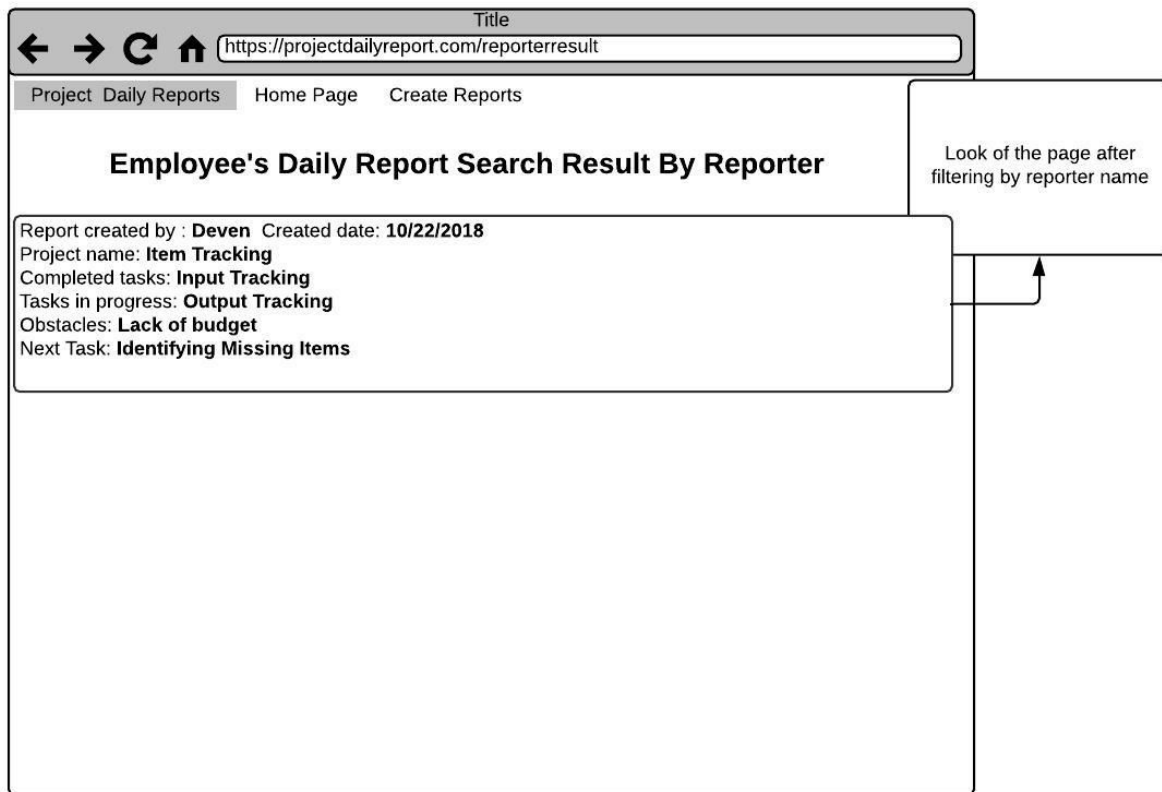 Title
https://projectdailyreport.com/reporterresult
Project  Daily Reports    Home Page    Create Reports
Employee's Daily Report Search Result By Reporter
Look of the page after
filtering by reporter name
Report created by : Deven  Created date: 10/22/2018
Project name: Item Tracking
Completed tasks: Input Tracking
Tasks in progress: Output Tracking
Obstacles: Lack of budget
Next Task: Identifying Missing Items